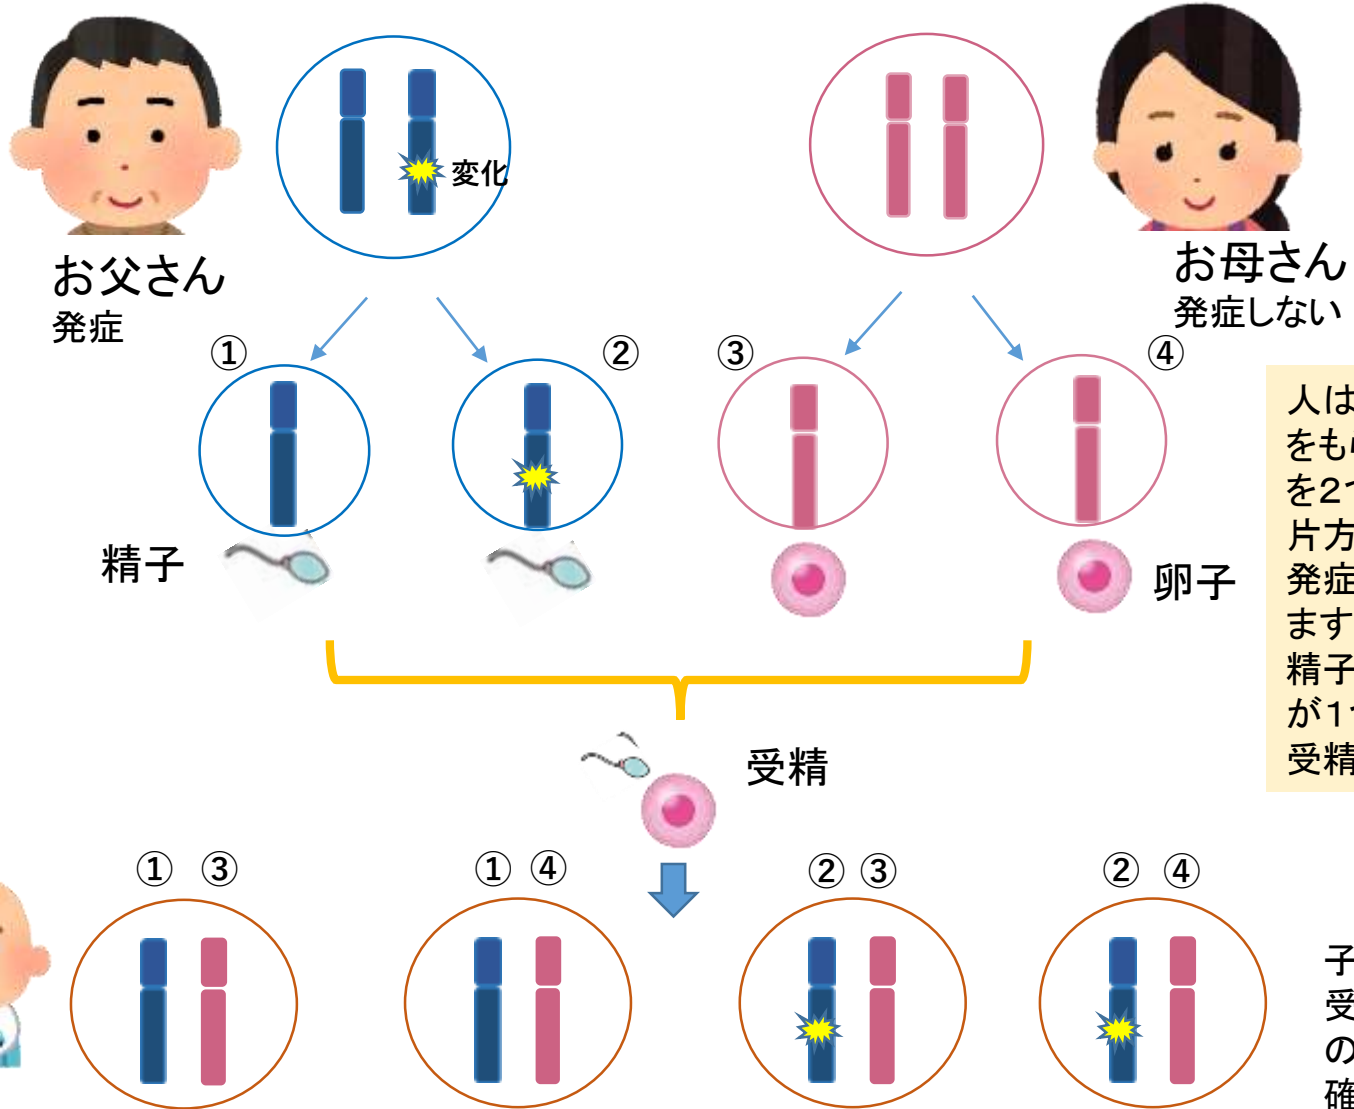 変化
お父さん
発症
お母さん
発症しない
① ② ③ ④
精子
卵子
人は
をも
を2
片方
発症
ます
精子
が1
受精
受精
① ③ ① ④ ② ③ ② ④
子
受
の
確